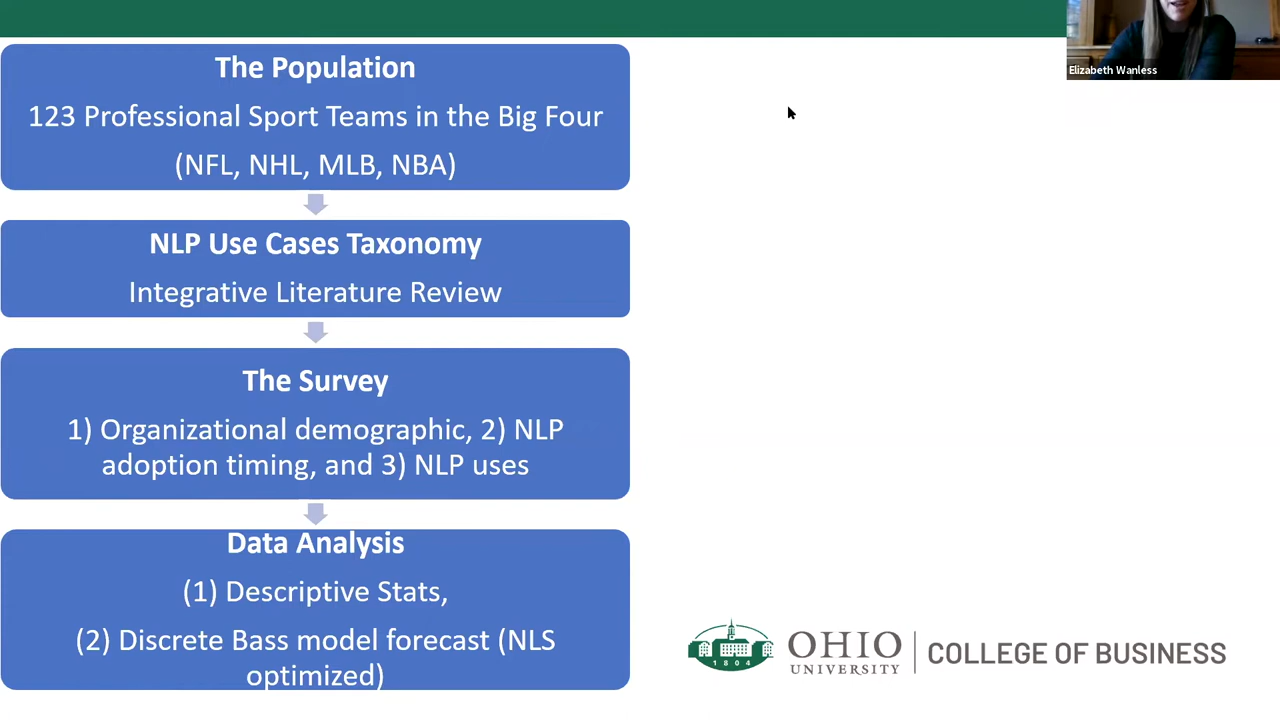 Elizabeth Wanless
The Population
123 Professional Sport Teams in the Big Four
(NFL, NHL, MLB, NBA)
NLP Use Cases Taxonomy
Integrative Literature Review
The Survey
1) Organizational demographic, 2) NLP
adoption timing, and 3) NLP uses
Data Analysis
(1) Descriptive Stats,
(2) Discrete Bass model forecast (NLS
optimized)
1804
OHIO
UNIVERSITY
COLLEGE OF BUSINESS